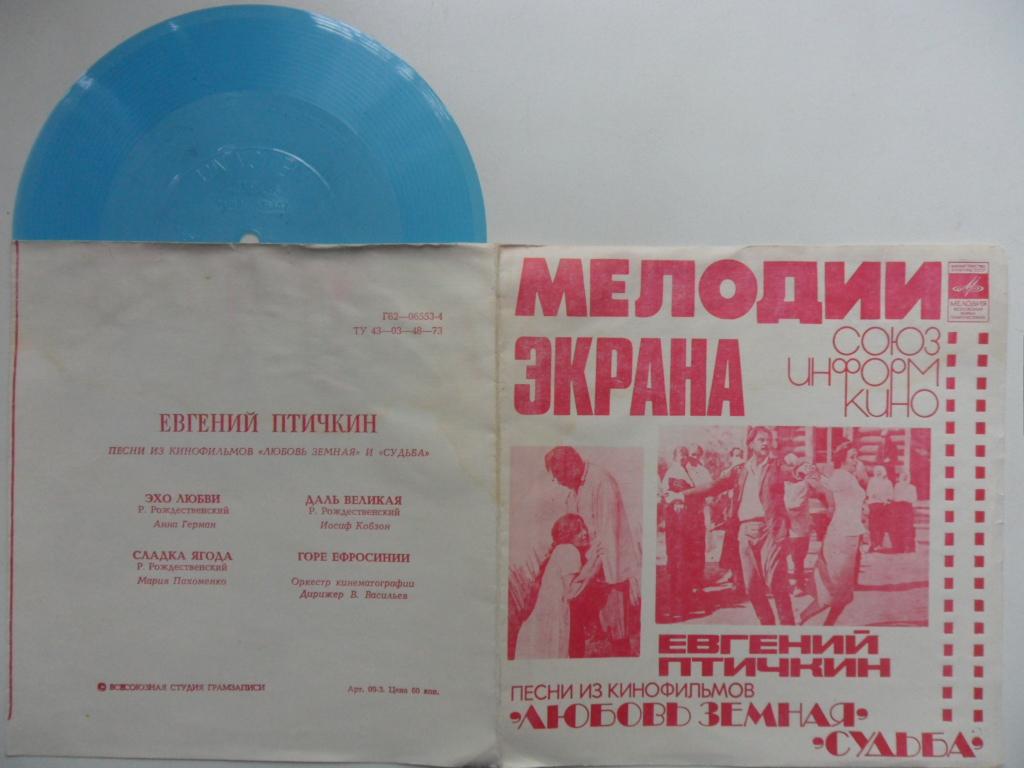 Г62—06553-4
ТУ 43—03—48—73
ЕВГЕНИЙ ПТИЧКИН
ПЕСНИ ИЗ КИНОФИЛЬМОВ «ЛЮБОВЬ ЗЕМНАЯ» И «СУДЬБА»
ЭХО ЛЮБВИ
Р. Рождественский
Анна Герман
СЛАДКА ЯГОДА
Р. Рождественский
Мария Пахоменко
ДАЛЬ ВЕЛИКАЯ
Р. Рождественский
Иосиф Кобзон
ГОРЕ ЕФРОСИНИИ
Оркестр кинематографии
Дирижер В. Васильев
© ВСЕСОЮЗНАЯ СТУДИЯ ГРАМЗАПИСИ
Арт. 09-3. Цена 60 коп.
МЕЛОДИИ
ЭКРАНА
МЕЛОДИЯ
СОЮЗ
ИНФОРМ
КИНО
ЕВГЕНИЙ
ПТИЧКИН
ПЕСНИ ИЗ КИНОФИЛЬМОВ
«ЛЮБОВЬ ЗЕМНАЯ»
«СУДЬБА»